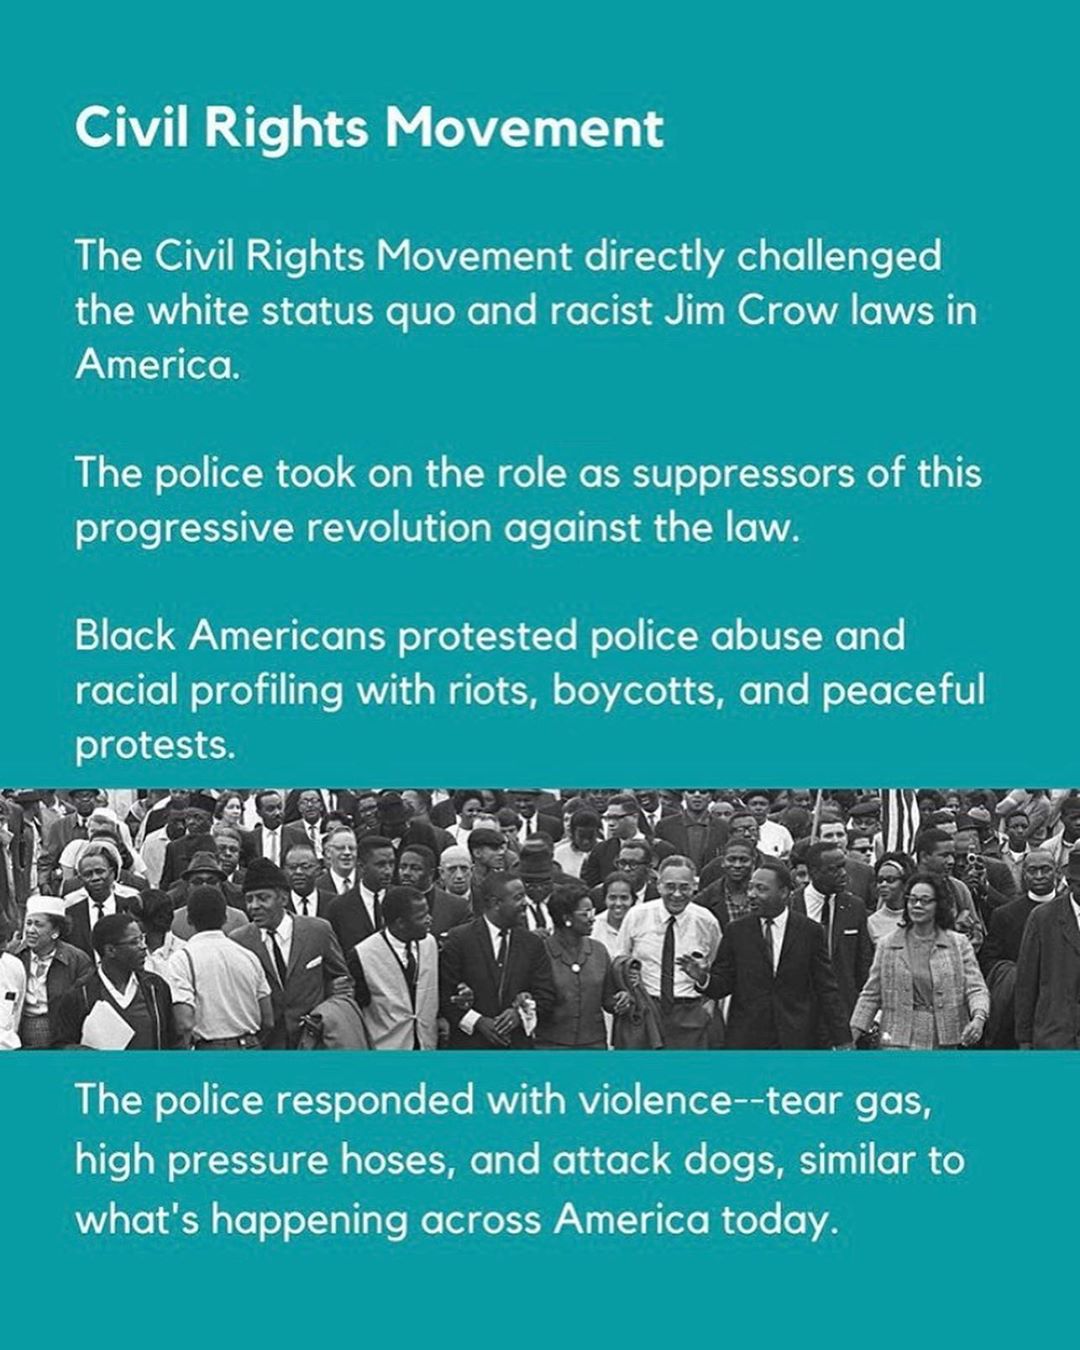 Civil Rights Movement
The Civil Rights Movement directly challenged
the white status quo and racist Jim Crow laws in
America.
The police took on the role as suppressors of this
progressive revolution against the law.
Black Americans protested police abuse and
racial profiling with riots, boycotts, and peaceful
protests.
The police responded with violence--tear gas,
high pressure hoses, and attack dogs, similar to
what's happening across America today.